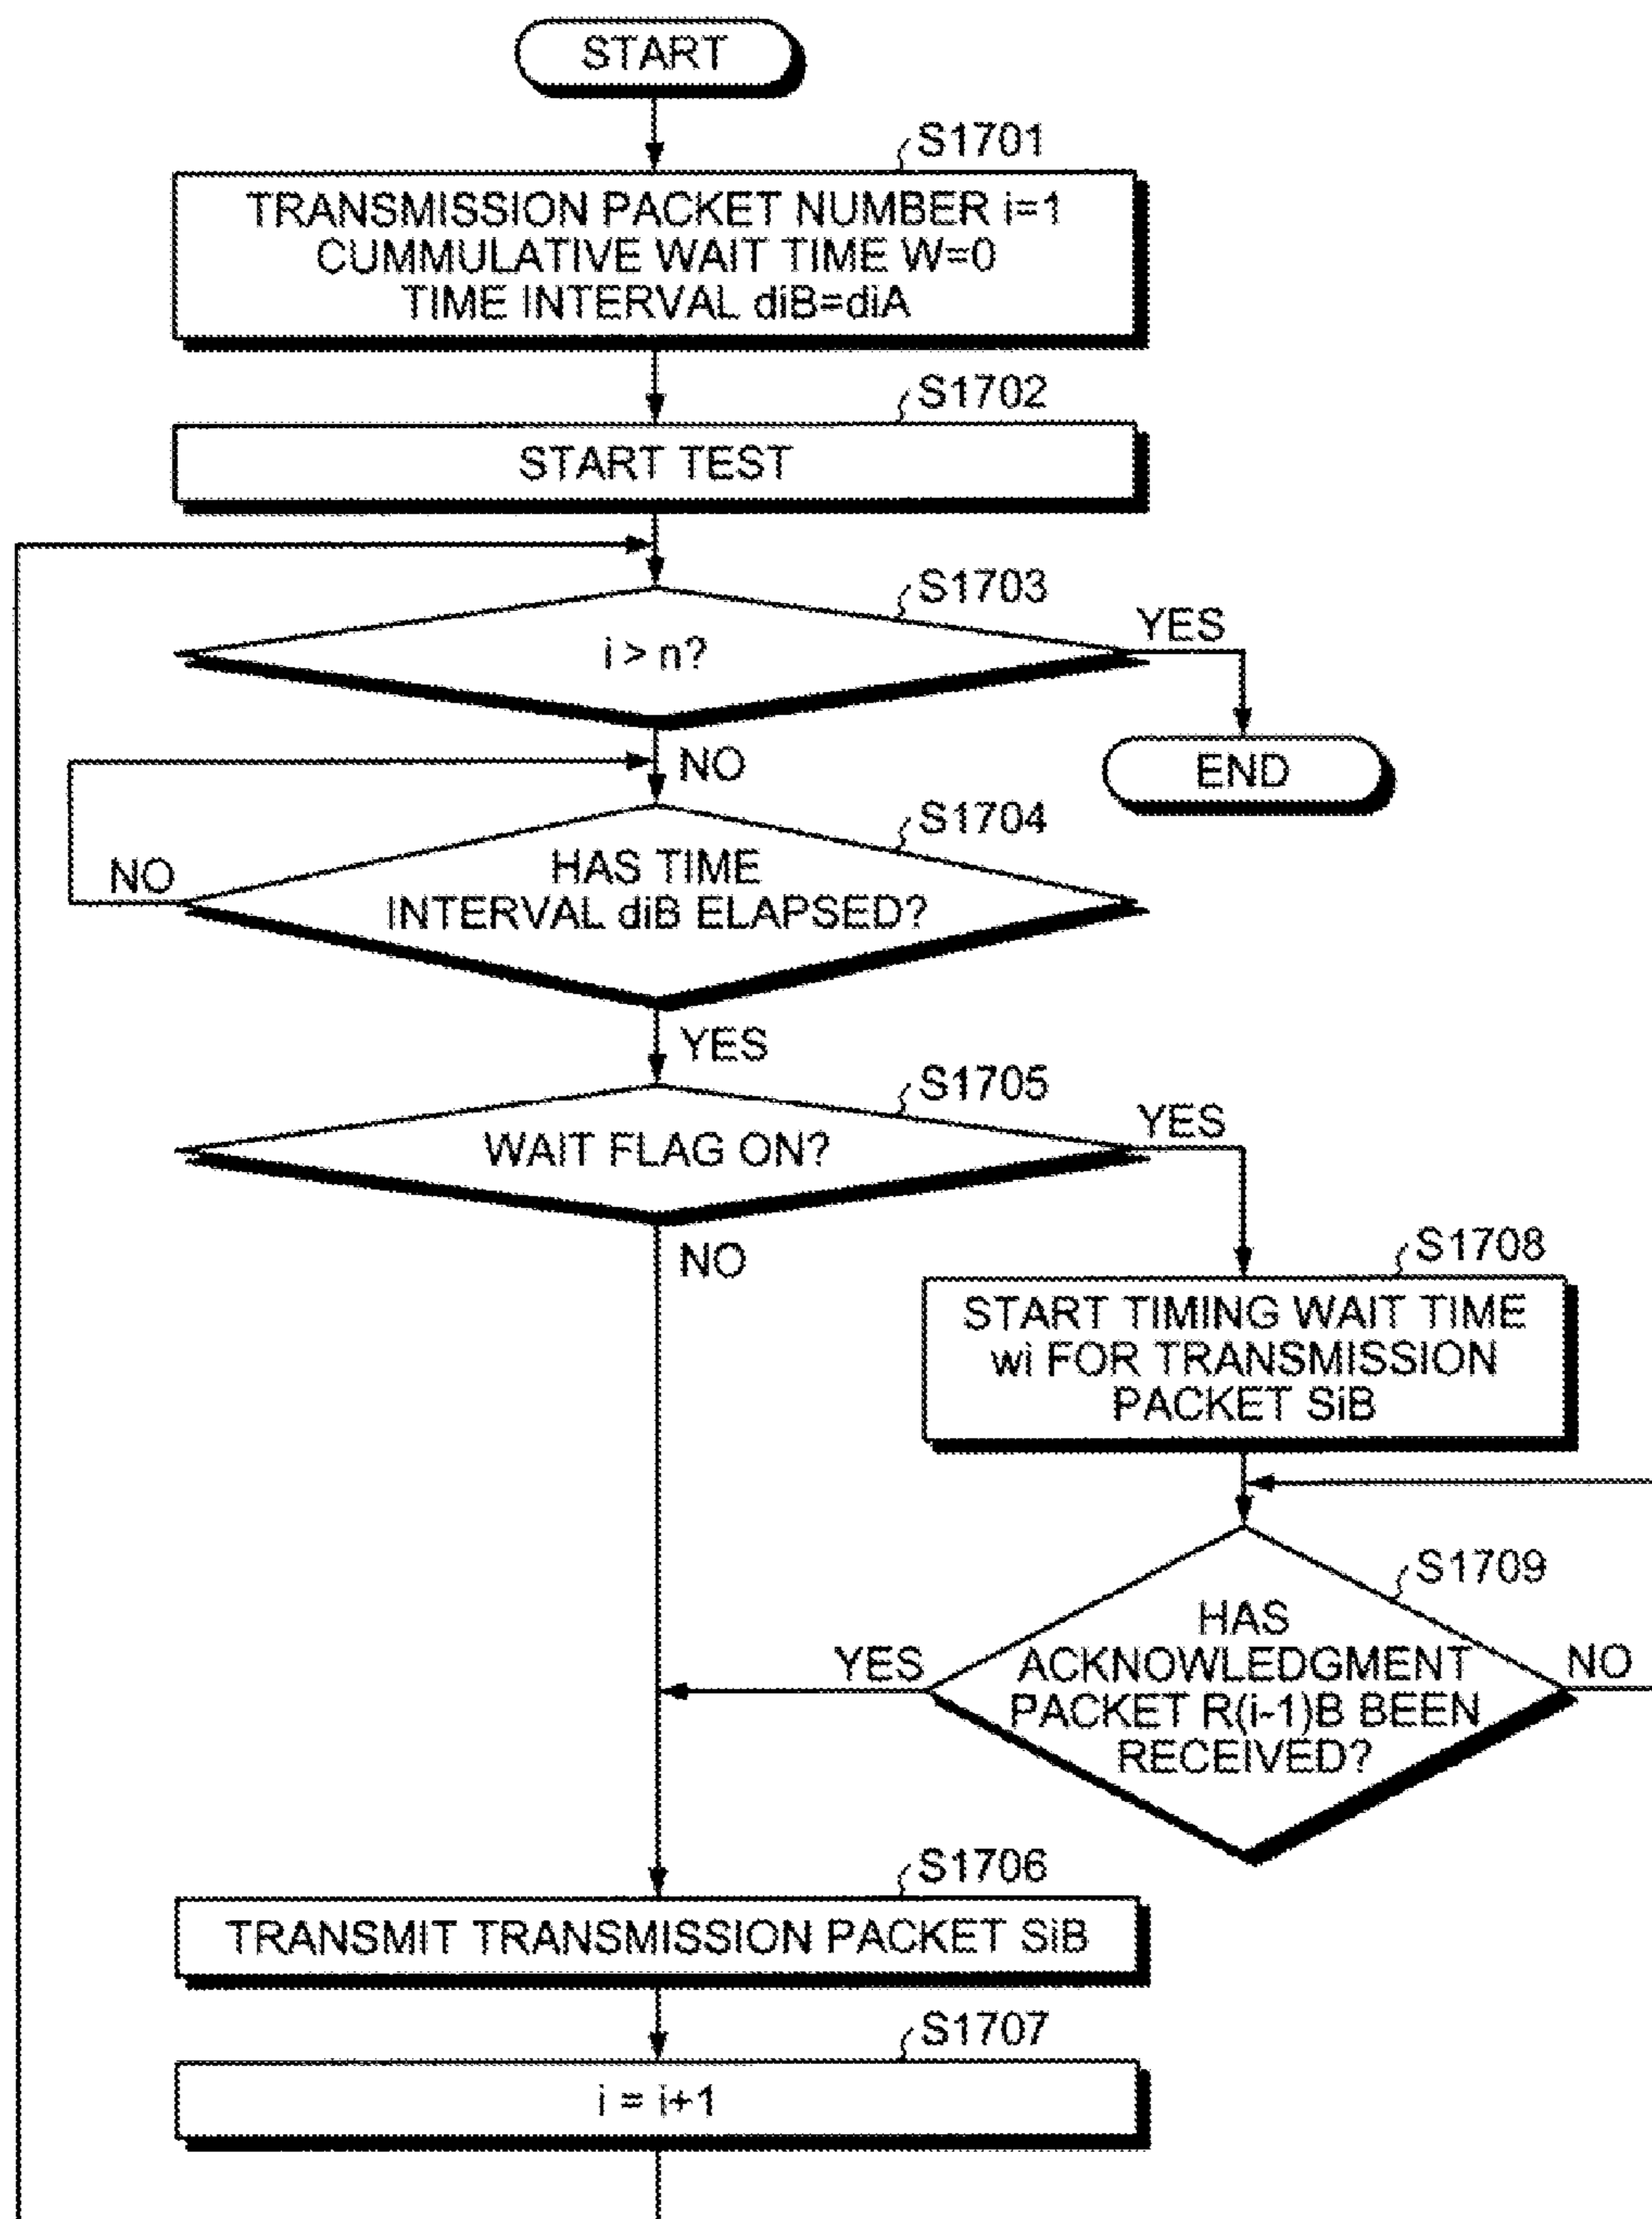 START
S1701
TRANSMISSION PACKET NUMBER i=1
CUMMULATIVE WAIT TIME W=0
TIME INTERVAL diB=diA
S1702
START TEST
S1703
i > n?
YES
END
NO
S1704
HAS TIME
INTERVAL diB ELAPSED?
NO
YES
S1705
WAIT FLAG ON?
YES
NO
S1708
START TIMING WAIT TIME
wi FOR TRANSMISSION
PACKET SiB
S1709
HAS
ACKNOWLEDGMENT
PACKET R(i-1)B BEEN
RECEIVED?
YES
NO
S1706
TRANSMIT TRANSMISSION PACKET SiB
S1707
i = i+1